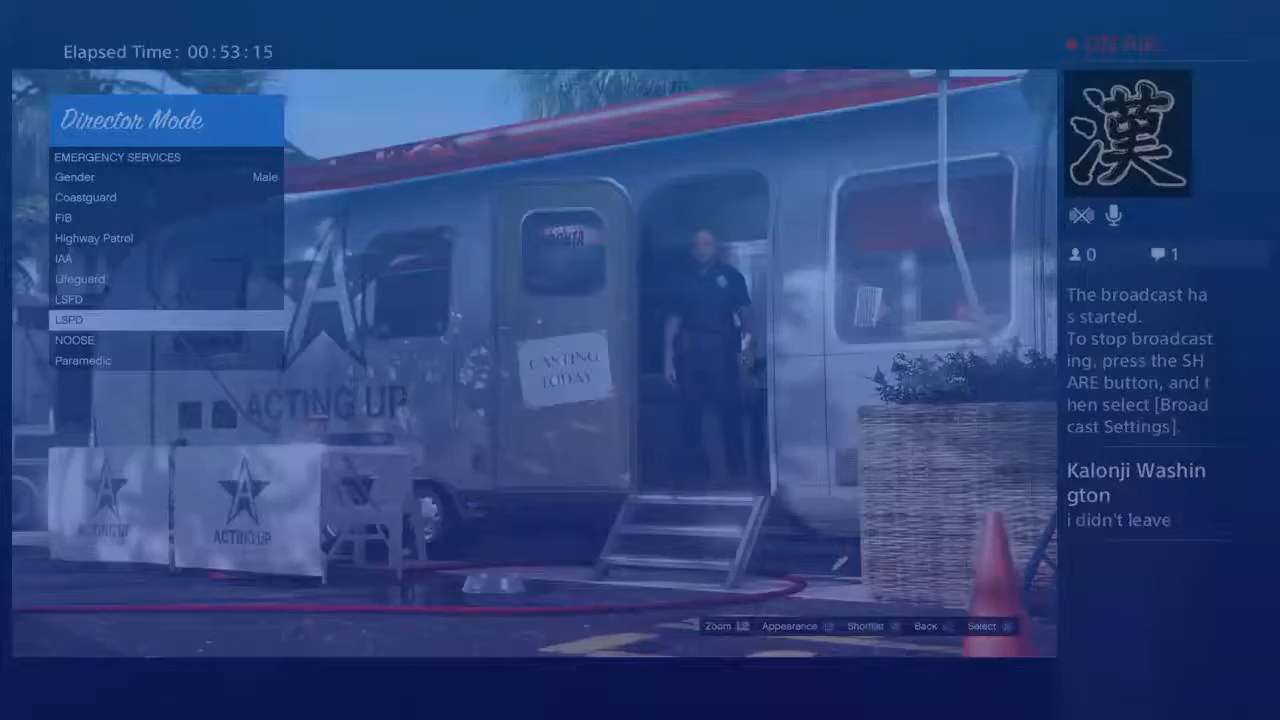 Elapsed Time: 00:53:15
ON AIR
Director Mode
EMERGENCY SERVICES
Gender Male
Coastguard
FIB
Highway Patrol
IAA
Lifeguard
LSFD
LSPD
NOOSE
Paramedic
CASTING
TODAY
ACTING UP
ACTING UP
ACTING UP
Zoom L2 Appearance Shortlist Back Select
漢
0 1
The broadcast ha
s started.
To stop broadcast
ing, press the SH
ARE button, and t
hen select [Broad
cast Settings].
Kalonji Washin
gton
i didn't leave